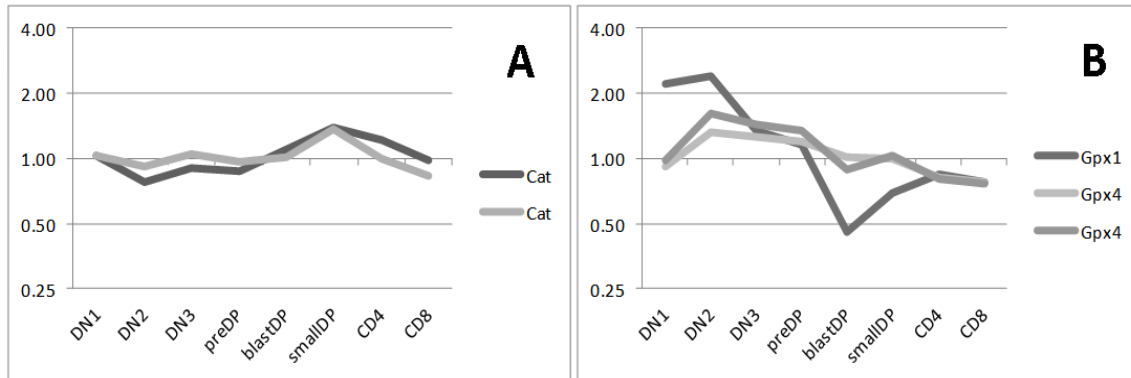 A
4.00
2.00
1.00
0.50
0.25
DN1
DN2
DN3
preDP
blastDP
smallDP
CD4
CD8
Cat
Cat
B
4.00
2.00
1.00
0.50
0.25
DN1
DN2
DN3
preDP
blastDP
smallDP
CD4
CD8
Gpx1
Gpx4
Gpx4